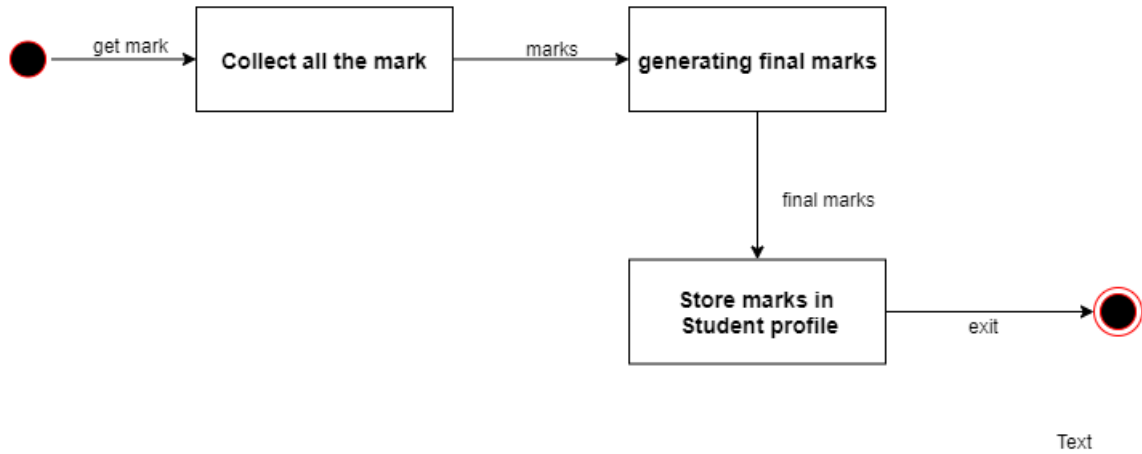 get mark
Collect all the mark
marks
generating final marks
final marks
Store marks in
Student profile
exit
Text